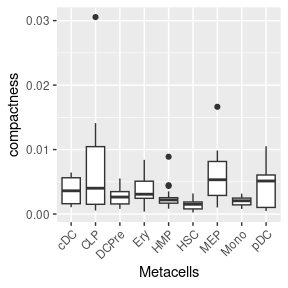 compactness
0.03
0.02
0.01
0.00
cDC
CLP
DCPre
Ery
HMP
HSC
MEP
Mono
pDC
Metacells